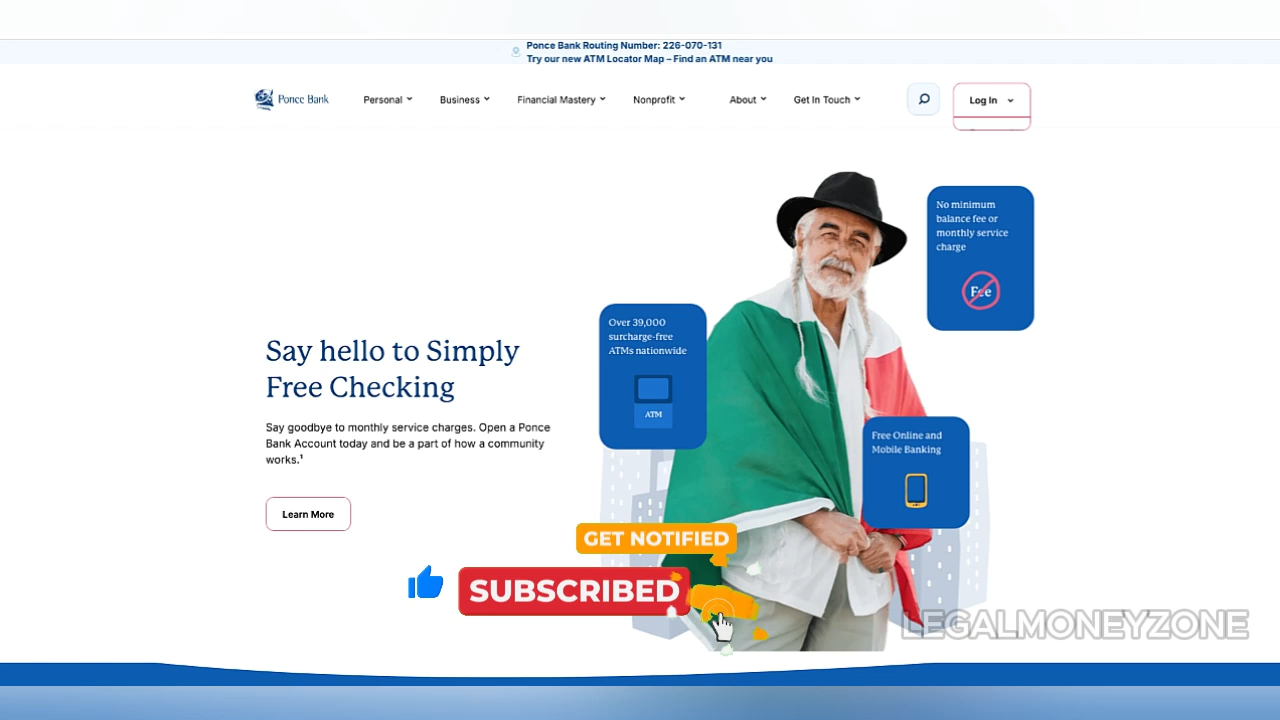 Ponce Bank Routing Number: 226-070-131
Try our new ATM Locator Map – Find an ATM near you
Ponce Bank
Personal
Business
Financial Mastery
Nonprofit
About
Get In Touch
Log In
No minimum
balance fee or
monthly service
charge
Fee
Over 39,000
surcharge-free
ATMs nationwide
ATM
Say hello to Simply
Free Checking
Say goodbye to monthly service charges. Open a Ponce
Bank Account today and be a part of how a community
works.¹
Free Online and
Mobile Banking
Learn More
GET NOTIFIED
SUBSCRIBED
LEGALMONEYZONE